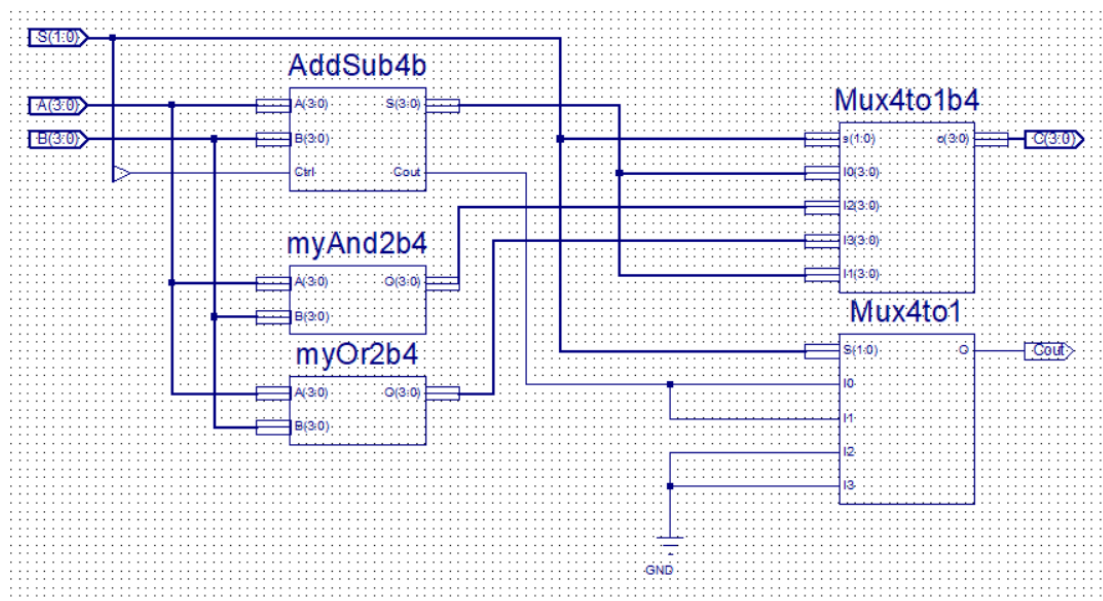 S(1:0)
A(3:0)
B(3:0)
AddSub4b
A(3:0)
S(3:0)
B(3:0)
Ctrl
Cout
myAnd2b4
A(3:0)
O(3:0)
B(3:0)
myOr2b4
A(3:0)
O(3:0)
B(3:0)
Mux4to1b4
s(1:0)
o(3:0)
I0(3:0)
I2(3:0)
I3(3:0)
I1(3:0)
C(3:0)
Mux4to1
S(1:0)
O
I0
I1
I2
I3
Cout
GND